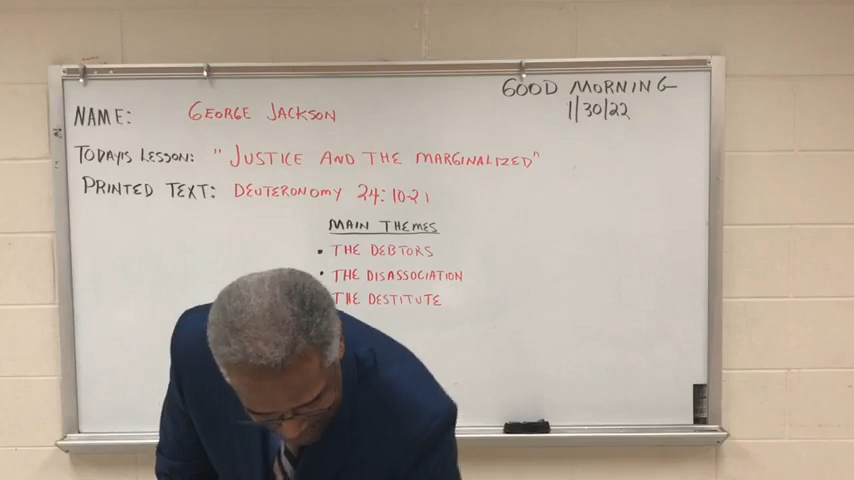 GOOD MORNING
1/30/22
NAME: GEORGE JACKSON
TODAYIS LESSON: "JUSTICE AND THE MARGINALIZED"
PRINTED TEXT: DEUTERONOMY 24:10-21
MAIN THEMES
• THE DEBTORS
• THE DISASSOCIATION
THE DESTITUTE